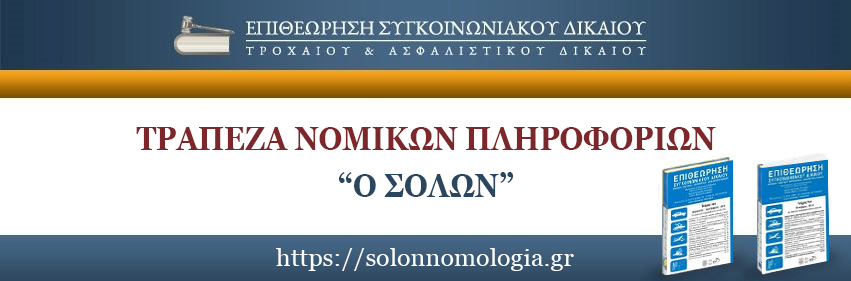 ΕΠΙΘΕΩΡΗΣΗ ΣΥΓΚΟΙΝΩΝΙΑΚΟΥ ΔΙΚΑΙΟΥ
ΤΡΟΧΑΙΟΥ & ΑΣΦΑΛΙΣΤΙΚΟΥ ΔΙΚΑΙΟΥ
ΤΡΑΠΕΖΑ ΝΟΜΙΚΩΝ ΠΛΗΡΟΦΟΡΙΩΝ
“Ο ΣΟΛΩΝ”
ΕΠΙΘΕΩΡΗΣΗ
ΣΥΓΚΟΙΝΩΝΙΑΚΟΥ ΔΙΚΑΙΟΥ
ΕΠΙΘΕΩΡΗΣΗ
ΣΥΓΚΟΙΝΩΝΙΑΚΟΥ ΔΙΚΑΙΟΥ
https://solonnomologia.gr